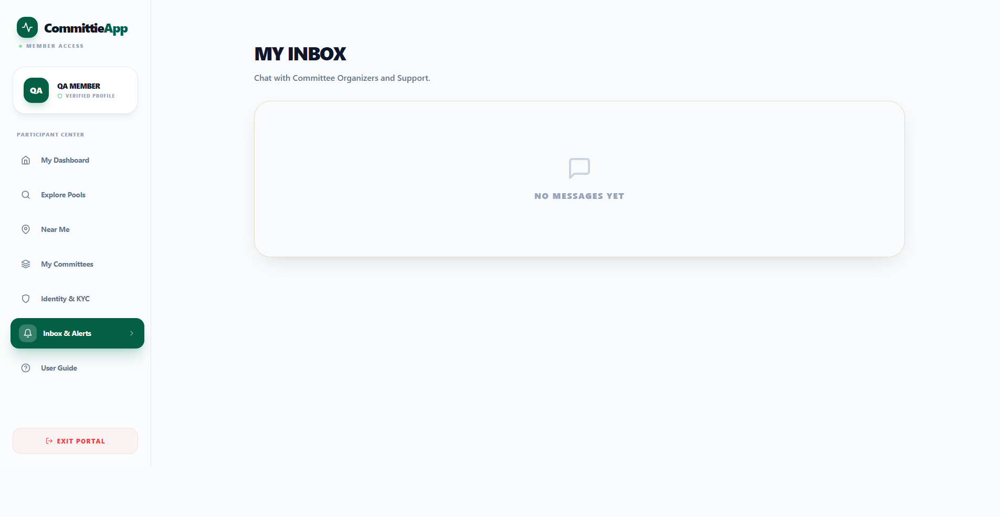 CommittieApp
MEMBER ACCESS
QA
QA MEMBER
VERIFIED PROFILE
PARTICIPANT CENTER
My Dashboard
Explore Pools
Near Me
My Committees
Identity & KYC
Inbox & Alerts
User Guide
EXIT PORTAL
MY INBOX
Chat with Committee Organizers and Support.
NO MESSAGES YET